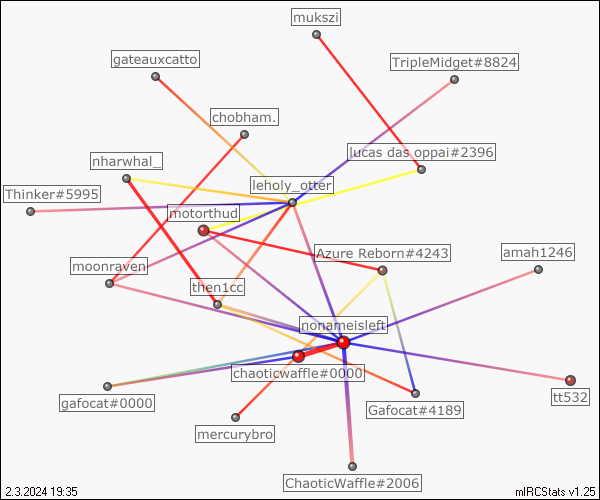 mukszi
gateauxcatto
TripleMidget#8824
chobham.
lucas das oppai#2396
nharwhal_
leholy_otter
Thinker#5995
motorthud
Azure Reborn#4243
amah1246
moonraven
then1cc
nonameisleft
chaoticwaffle#0000
gafocat#0000
Gafocat#4189
tt532
mercurybro
ChaoticWaffle#2006
2.3.2024 19:35
mIRCStats v1.25